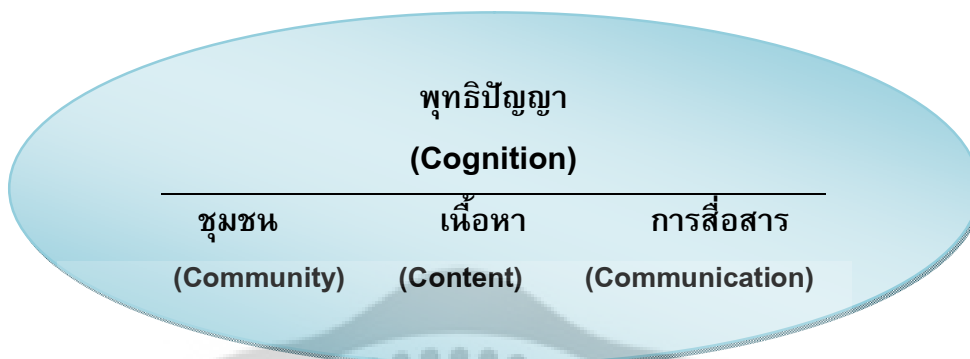 พุทธิปัญญา
(Cognition)
ชุมชน เนื้อหา การสื่อสาร
(Community) (Content) (Communication)